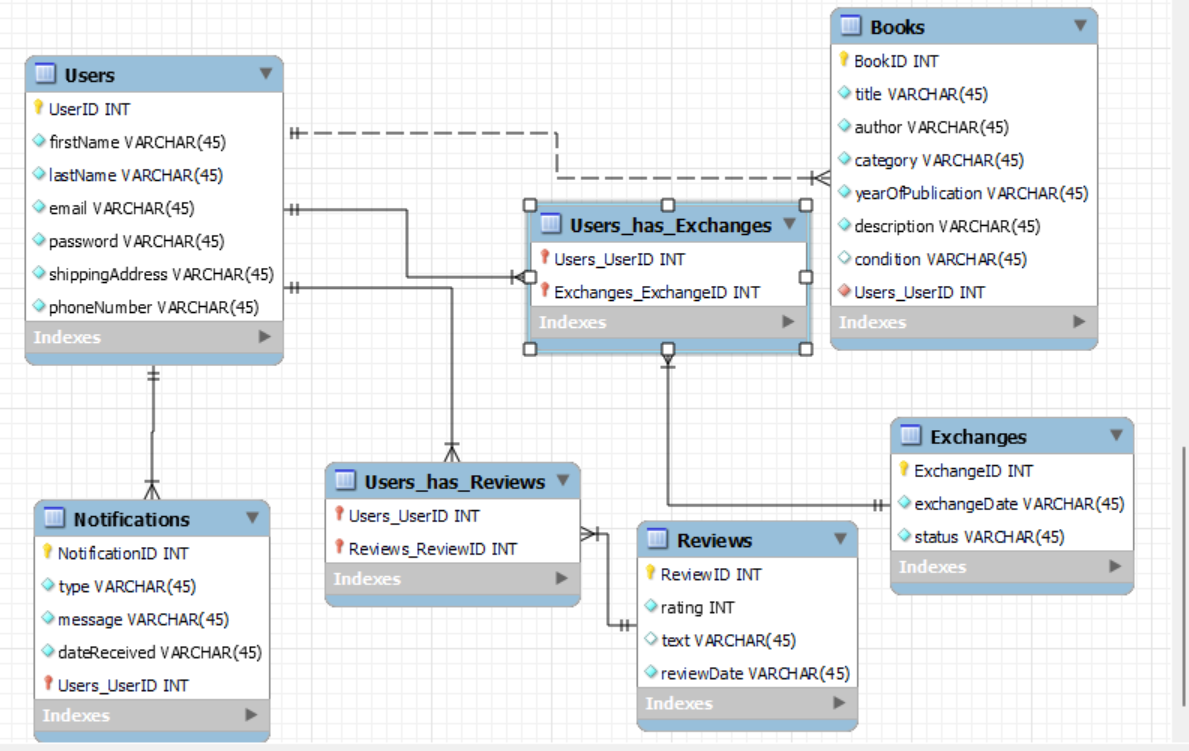 Users
UserID INT
firstName VARCHAR(45)
lastName VARCHAR(45)
email VARCHAR(45)
password VARCHAR(45)
shippingAddress VARCHAR(45)
phoneNumber VARCHAR(45)
Indexes
Books
BookID INT
title VARCHAR(45)
author VARCHAR(45)
category VARCHAR(45)
yearOfPublication VARCHAR(45)
description VARCHAR(45)
condition VARCHAR(45)
Users_UserID INT
Indexes
Users_has_Exchanges
Users_UserID INT
Exchanges_ExchangeID INT
Indexes
Exchanges
ExchangeID INT
exchangeDate VARCHAR(45)
status VARCHAR(45)
Indexes
Notifications
NotificationID INT
type VARCHAR(45)
message VARCHAR(45)
dateReceived VARCHAR(45)
Users_UserID INT
Indexes
Users_has_Reviews
Users_UserID INT
Reviews_ReviewID INT
Indexes
Reviews
ReviewID INT
rating INT
text VARCHAR(45)
reviewDate VARCHAR(45)
Indexes